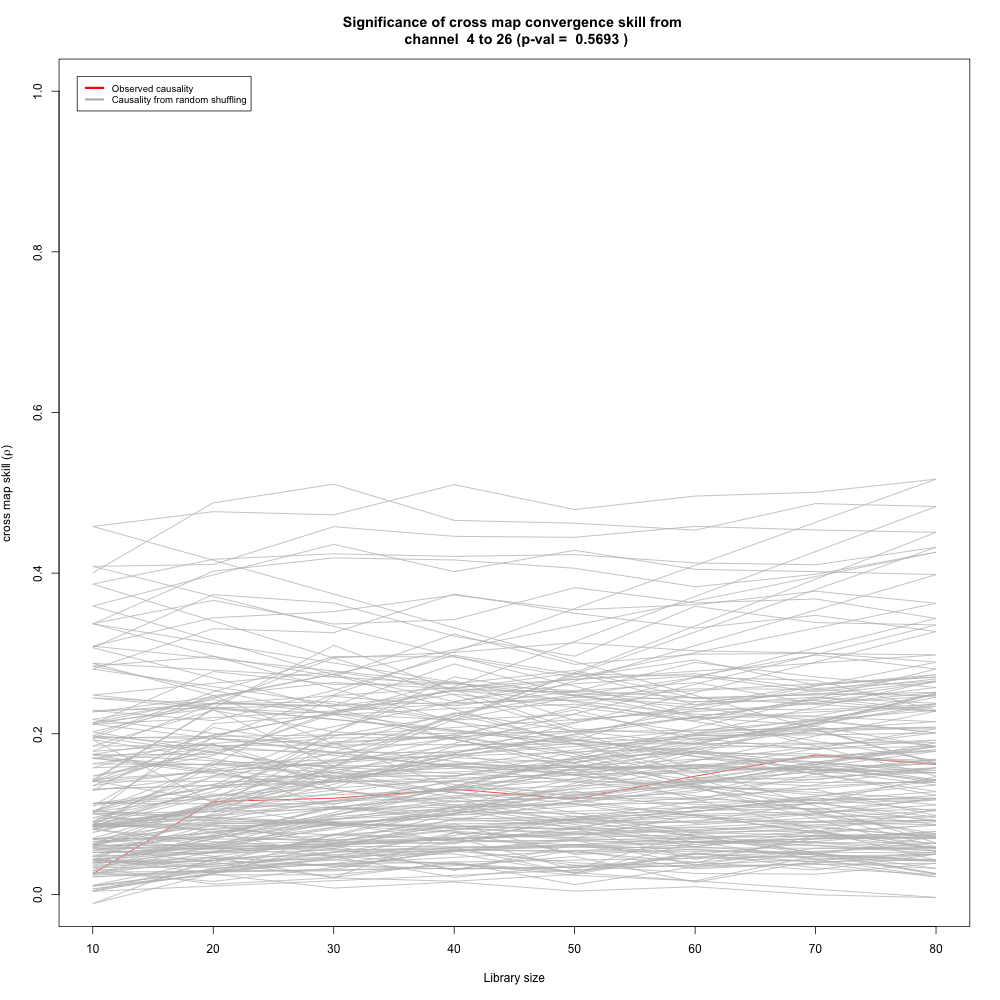 Significance of cross map convergence skill from
channel  4 to 26 (p-val =  0.5693 )
Observed causality
Causality from random shuffling
cross map skill (ρ)
1.0
0.8
0.6
0.4
0.2
0.0
10 20 30 40 50 60 70 80
Library size